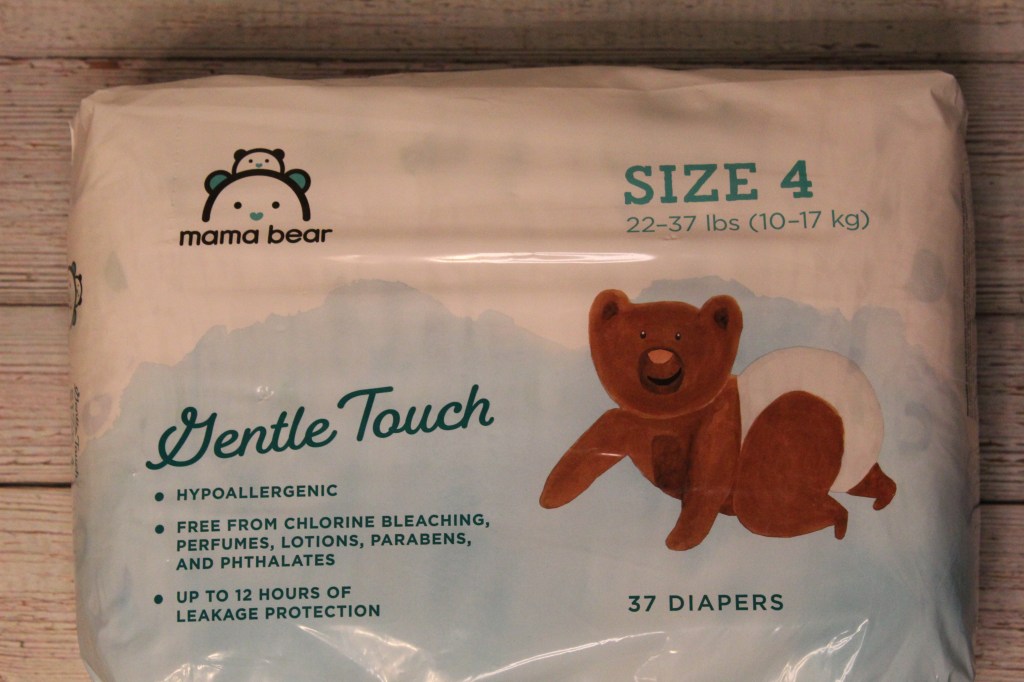 mama bear
SIZE 4
22–37 lbs (10–17 kg)
Gentle Touch
• HYPOALLERGENIC
• FREE FROM CHLORINE BLEACHING,
PERFUMES, LOTIONS, PARABENS,
AND PHTHALATES
• UP TO 12 HOURS OF
LEAKAGE PROTECTION
37 DIAPERS